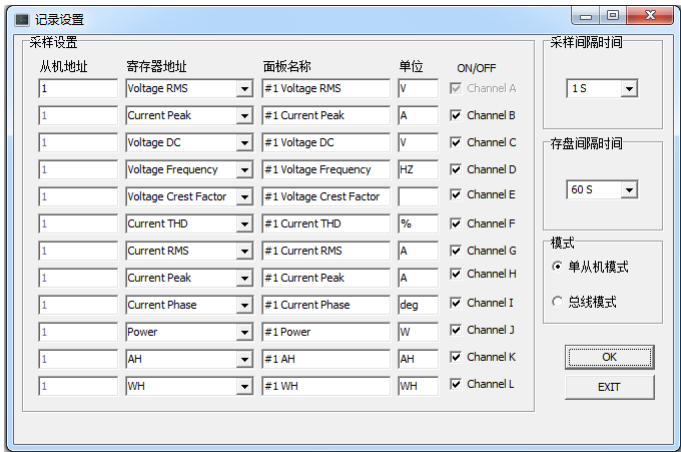 记录设置
采样设置
从机地址 寄存器地址 面板名称 单位 ON/OFF
1 Voltage RMS #1 Voltage RMS V Channel A
1 Current Peak #1 Current Peak A Channel B
1 Voltage DC #1 Voltage DC V Channel C
1 Voltage Frequency #1 Voltage Frequency HZ Channel D
1 Voltage Crest Factor #1 Voltage Crest Factor Channel E
1 Current THD #1 Current THD % Channel F
1 Current RMS #1 Current RMS A Channel G
1 Current Peak #1 Current Peak A Channel H
1 Current Phase #1 Current Phase deg Channel I
1 Power #1 Power W Channel J
1 AH #1 AH AH Channel K
1 WH #1 WH WH Channel L
采样间隔时间
1 S
存盘间隔时间
60 S
模式
单从机模式
总线模式
OK
EXIT